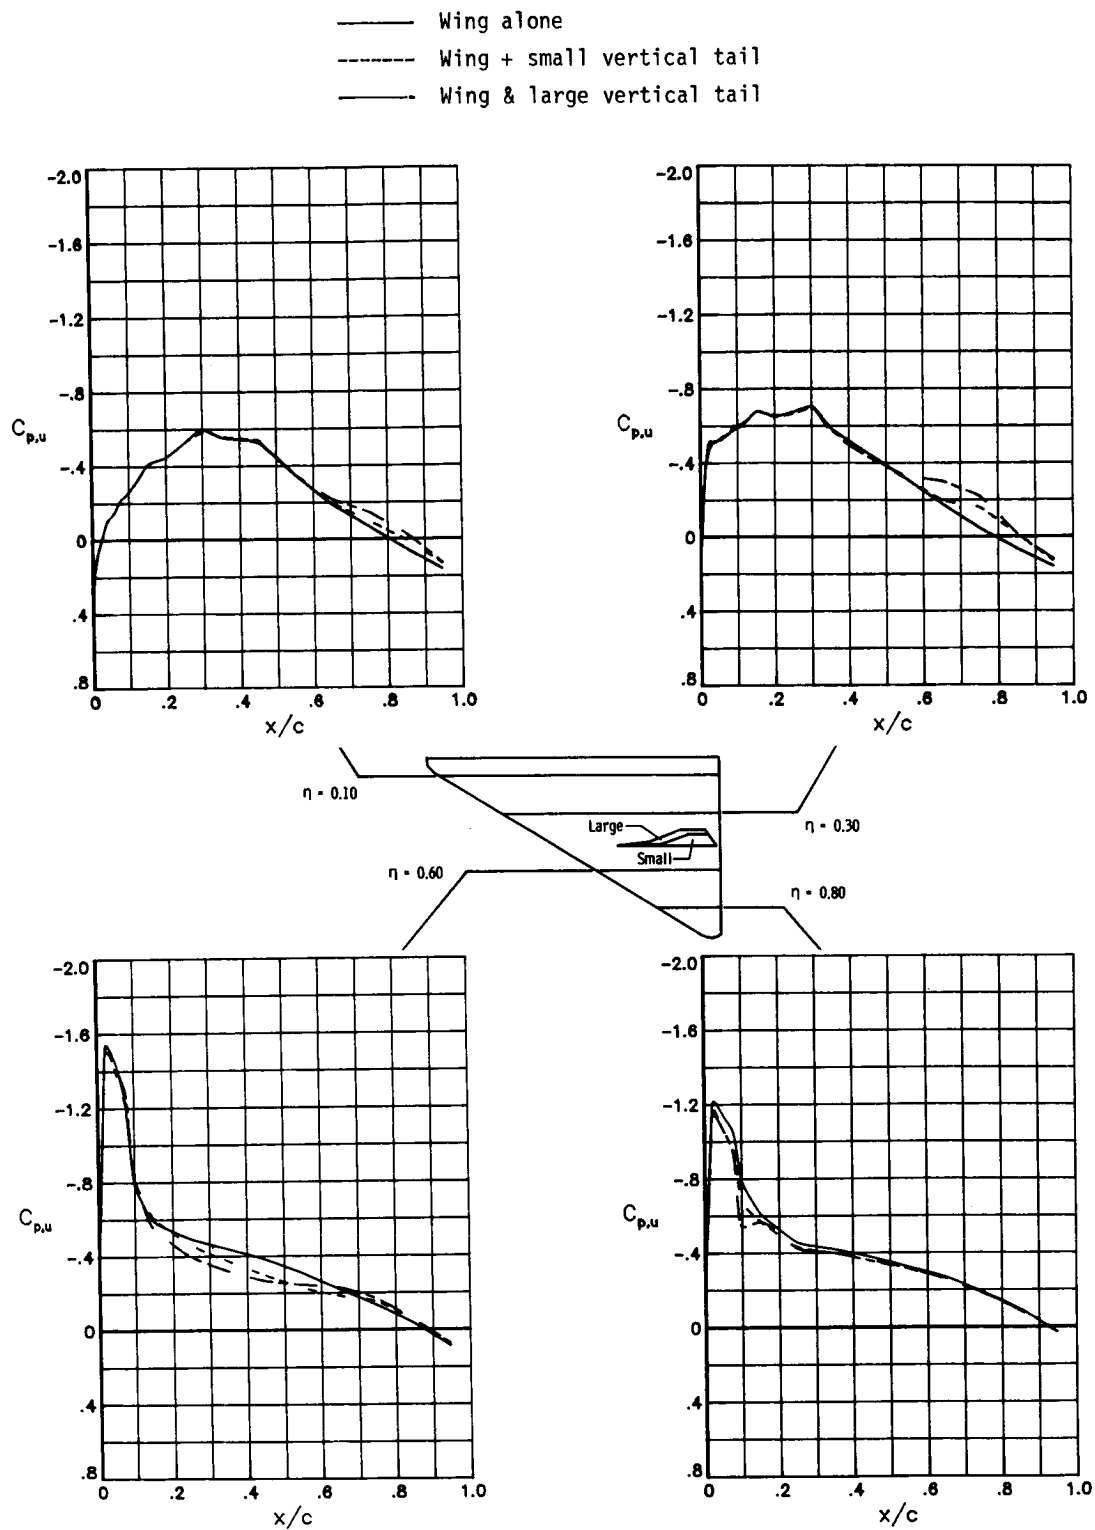 Wing alone
Wing + small vertical tail
Wing & large vertical tail
-2.0
-1.6
-1.2
-.8
-.4
0
.4
.8
Cp,u
0 .2 .4 .6 .8 1.0
x/c
-2.0
-1.6
-1.2
-.8
-.4
0
.4
.8
Cp,u
0 .2 .4 .6 .8 1.0
x/c
η = 0.10
η = 0.30
Large
Small
η = 0.60
η = 0.80
-2.0
-1.6
-1.2
-.8
-.4
0
.4
.8
Cp,u
0 .2 .4 .6 .8 1.0
x/c
-2.0
-1.6
-1.2
-.8
-.4
0
.4
.8
Cp,u
0 .2 .4 .6 .8 1.0
x/c